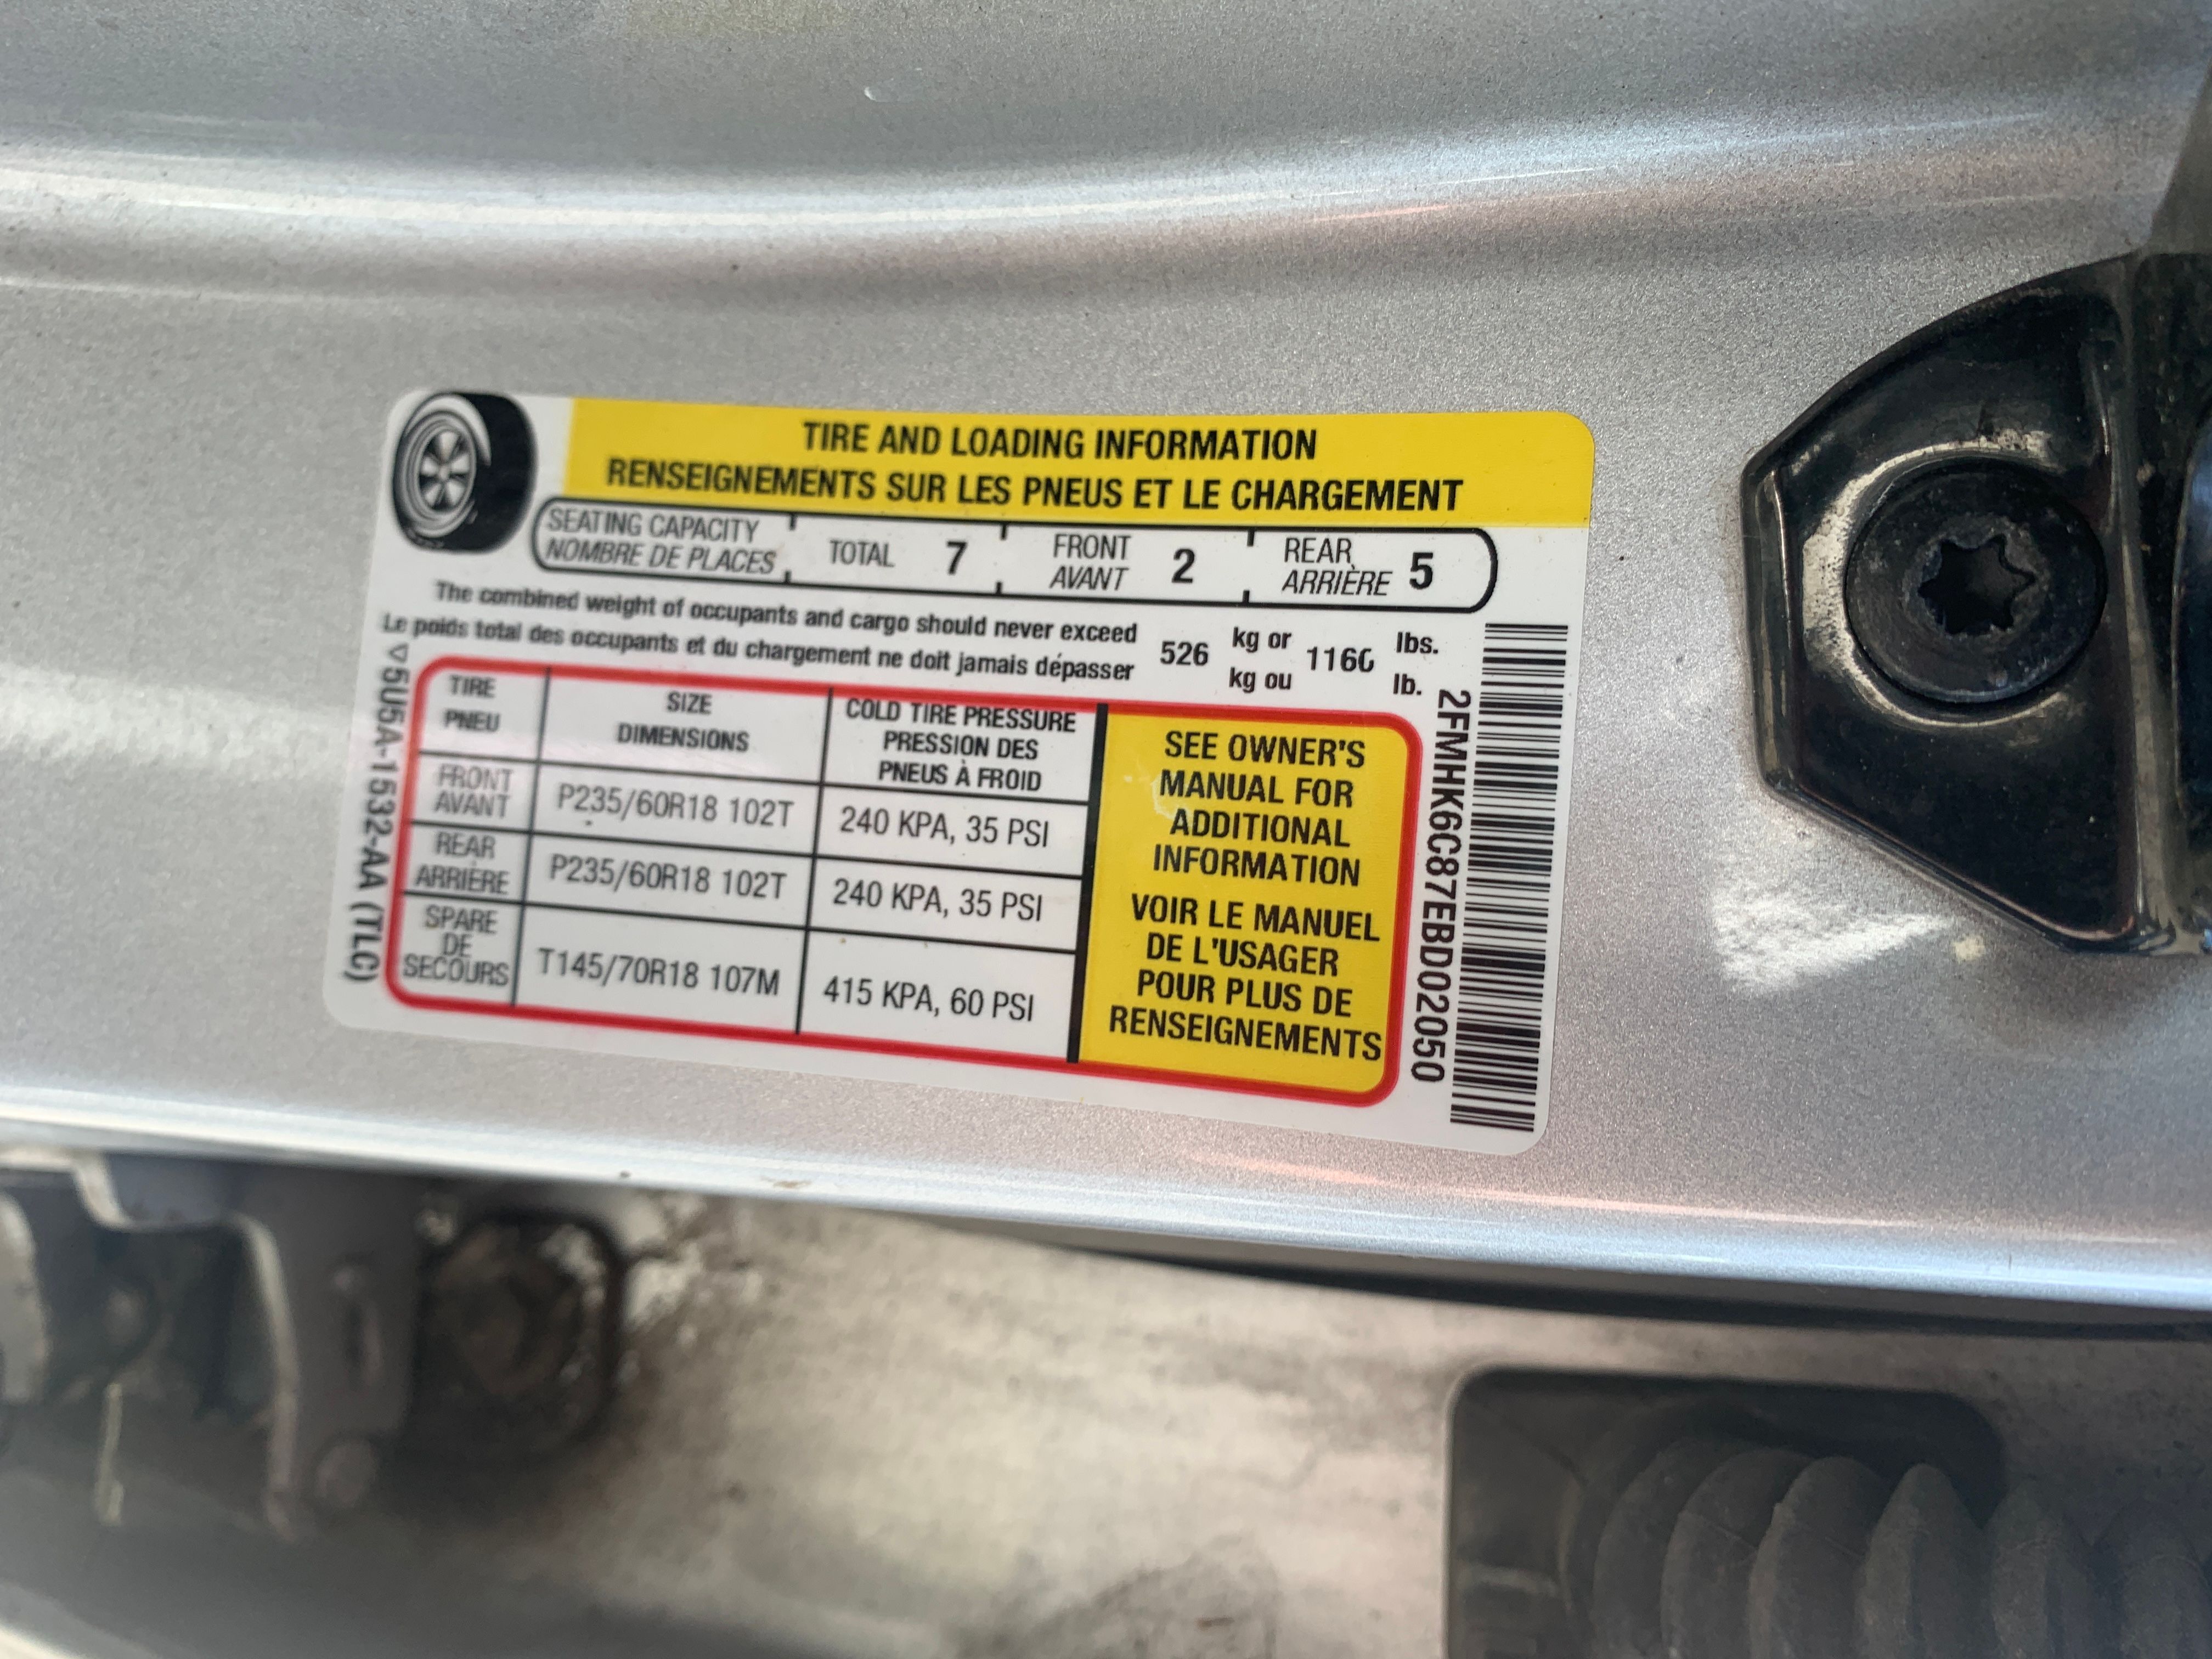 TIRE AND LOADING INFORMATION
RENSEIGNEMENTS SUR LES PNEUS ET LE CHARGEMENT
SEATING CAPACITY
NOMBRE DE PLACES
TOTAL 7
FRONT
AVANT
2
REAR
ARRIÈRE
5
The combined weight of occupants and cargo should never exceed
Le poids total des occupants et du chargement ne doit jamais dépasser
526
kg or
kg ou
1160
lbs.
lb.
5U5A-1532-AA (TLC)
TIRE
PNEU
SIZE
DIMENSIONS
COLD TIRE PRESSURE
PRESSION DES
PNEUS À FROID
FRONT
AVANT
P235/60R18 102T
240 KPA, 35 PSI
REAR
ARRIÈRE
P235/60R18 102T
240 KPA, 35 PSI
SPARE
DE
SECOURS
T145/70R18 107M
415 KPA, 60 PSI
SEE OWNER'S
MANUAL FOR
ADDITIONAL
INFORMATION
VOIR LE MANUEL
DE L'USAGER
POUR PLUS DE
RENSEIGNEMENTS
2FMHK6C87EBD02050